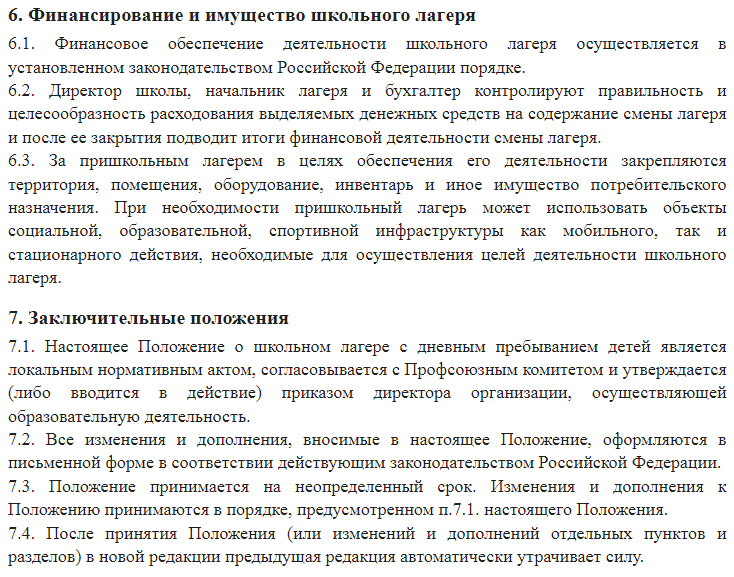 6. Финансирование и имущество школьного лагеря
6.1. Финансовое обеспечение деятельности школьного лагеря осуществляется в
установленном законодательством Российской Федерации порядке.
6.2. Директор школы, начальник лагеря и бухгалтер контролируют правильность и
целесообразность расходования выделяемых денежных средств на содержание смены лагеря
и после ее закрытия подводит итоги финансовой деятельности смены лагеря.
6.3. За пришкольным лагерем в целях обеспечения его деятельности закрепляются
территория, помещения, оборудование, инвентарь и иное имущество потребительского
назначения. При необходимости пришкольный лагерь может использовать объекты
социальной, образовательной, спортивной инфраструктуры как мобильного, так и
стационарного действия, необходимые для осуществления целей деятельности школьного
лагеря.
7. Заключительные положения
7.1. Настоящее Положение о школьном лагере с дневным пребыванием детей является
локальным нормативным актом, согласовывается с Профсоюзным комитетом и утверждается
(либо вводится в действие) приказом директора организации, осуществляющей
образовательную деятельность.
7.2. Все изменения и дополнения, вносимые в настоящее Положение, оформляются в
письменной форме в соответствии действующим законодательством Российской Федерации.
7.3. Положение принимается на неопределенный срок. Изменения и дополнения к
Положению принимаются в порядке, предусмотренном п.7.1. настоящего Положения.
7.4. После принятия Положения (или изменений и дополнений отдельных пунктов и
разделов) в новой редакции предыдущая редакция автоматически утрачивает силу.